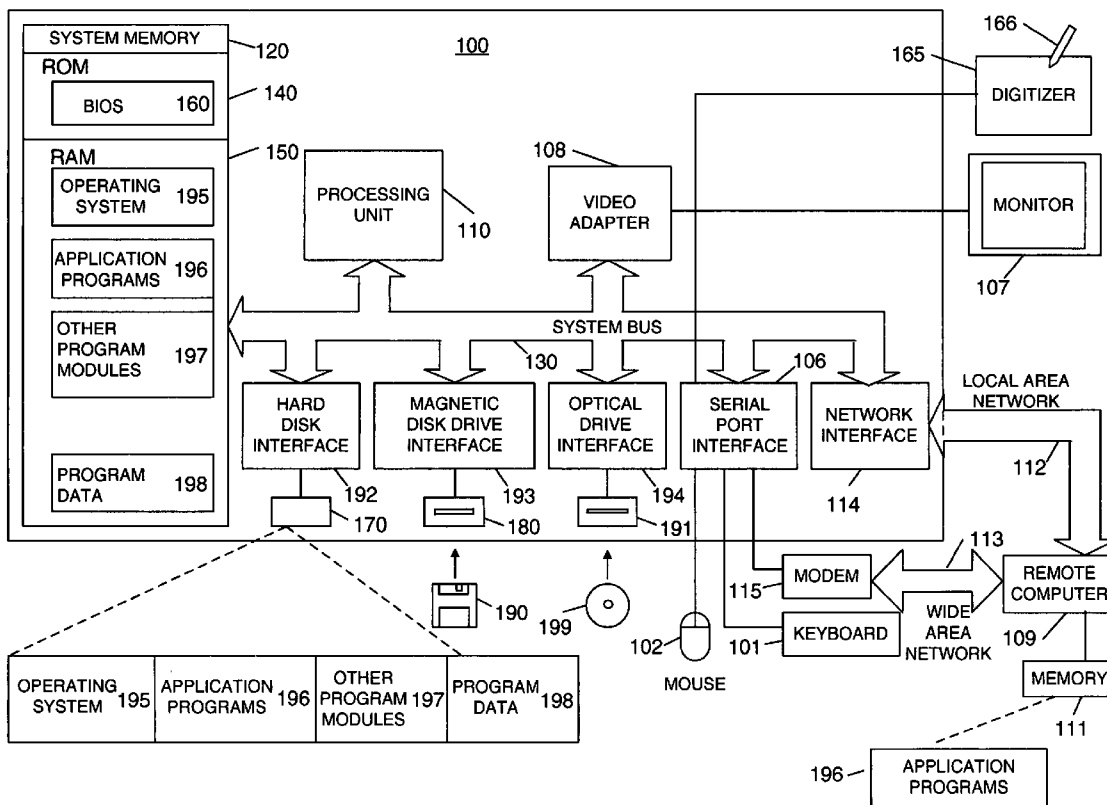 SYSTEM MEMORY
120
ROM
BIOS 160
140
150
RAM
OPERATING
SYSTEM 195
APPLICATION
PROGRAMS 196
OTHER
PROGRAM
MODULES 197
PROGRAM
DATA 198
100
PROCESSING
UNIT
110
108
VIDEO
ADAPTER
166
165
DIGITIZER
MONITOR
107
SYSTEM BUS
130
106
HARD
DISK
INTERFACE
192
170
MAGNETIC
DISK DRIVE
INTERFACE
193
180
OPTICAL
DRIVE
INTERFACE
194
191
SERIAL
PORT
INTERFACE
NETWORK
INTERFACE
114
LOCAL AREA
NETWORK
112
190
199
102
MOUSE
MODEM
115
KEYBOARD
101
113
WIDE
AREA
NETWORK
REMOTE
COMPUTER
109
MEMORY
111
196
APPLICATION
PROGRAMS
OPERATING
SYSTEM 195
APPLICATION
PROGRAMS 196
OTHER
PROGRAM
MODULES 197
PROGRAM
DATA 198